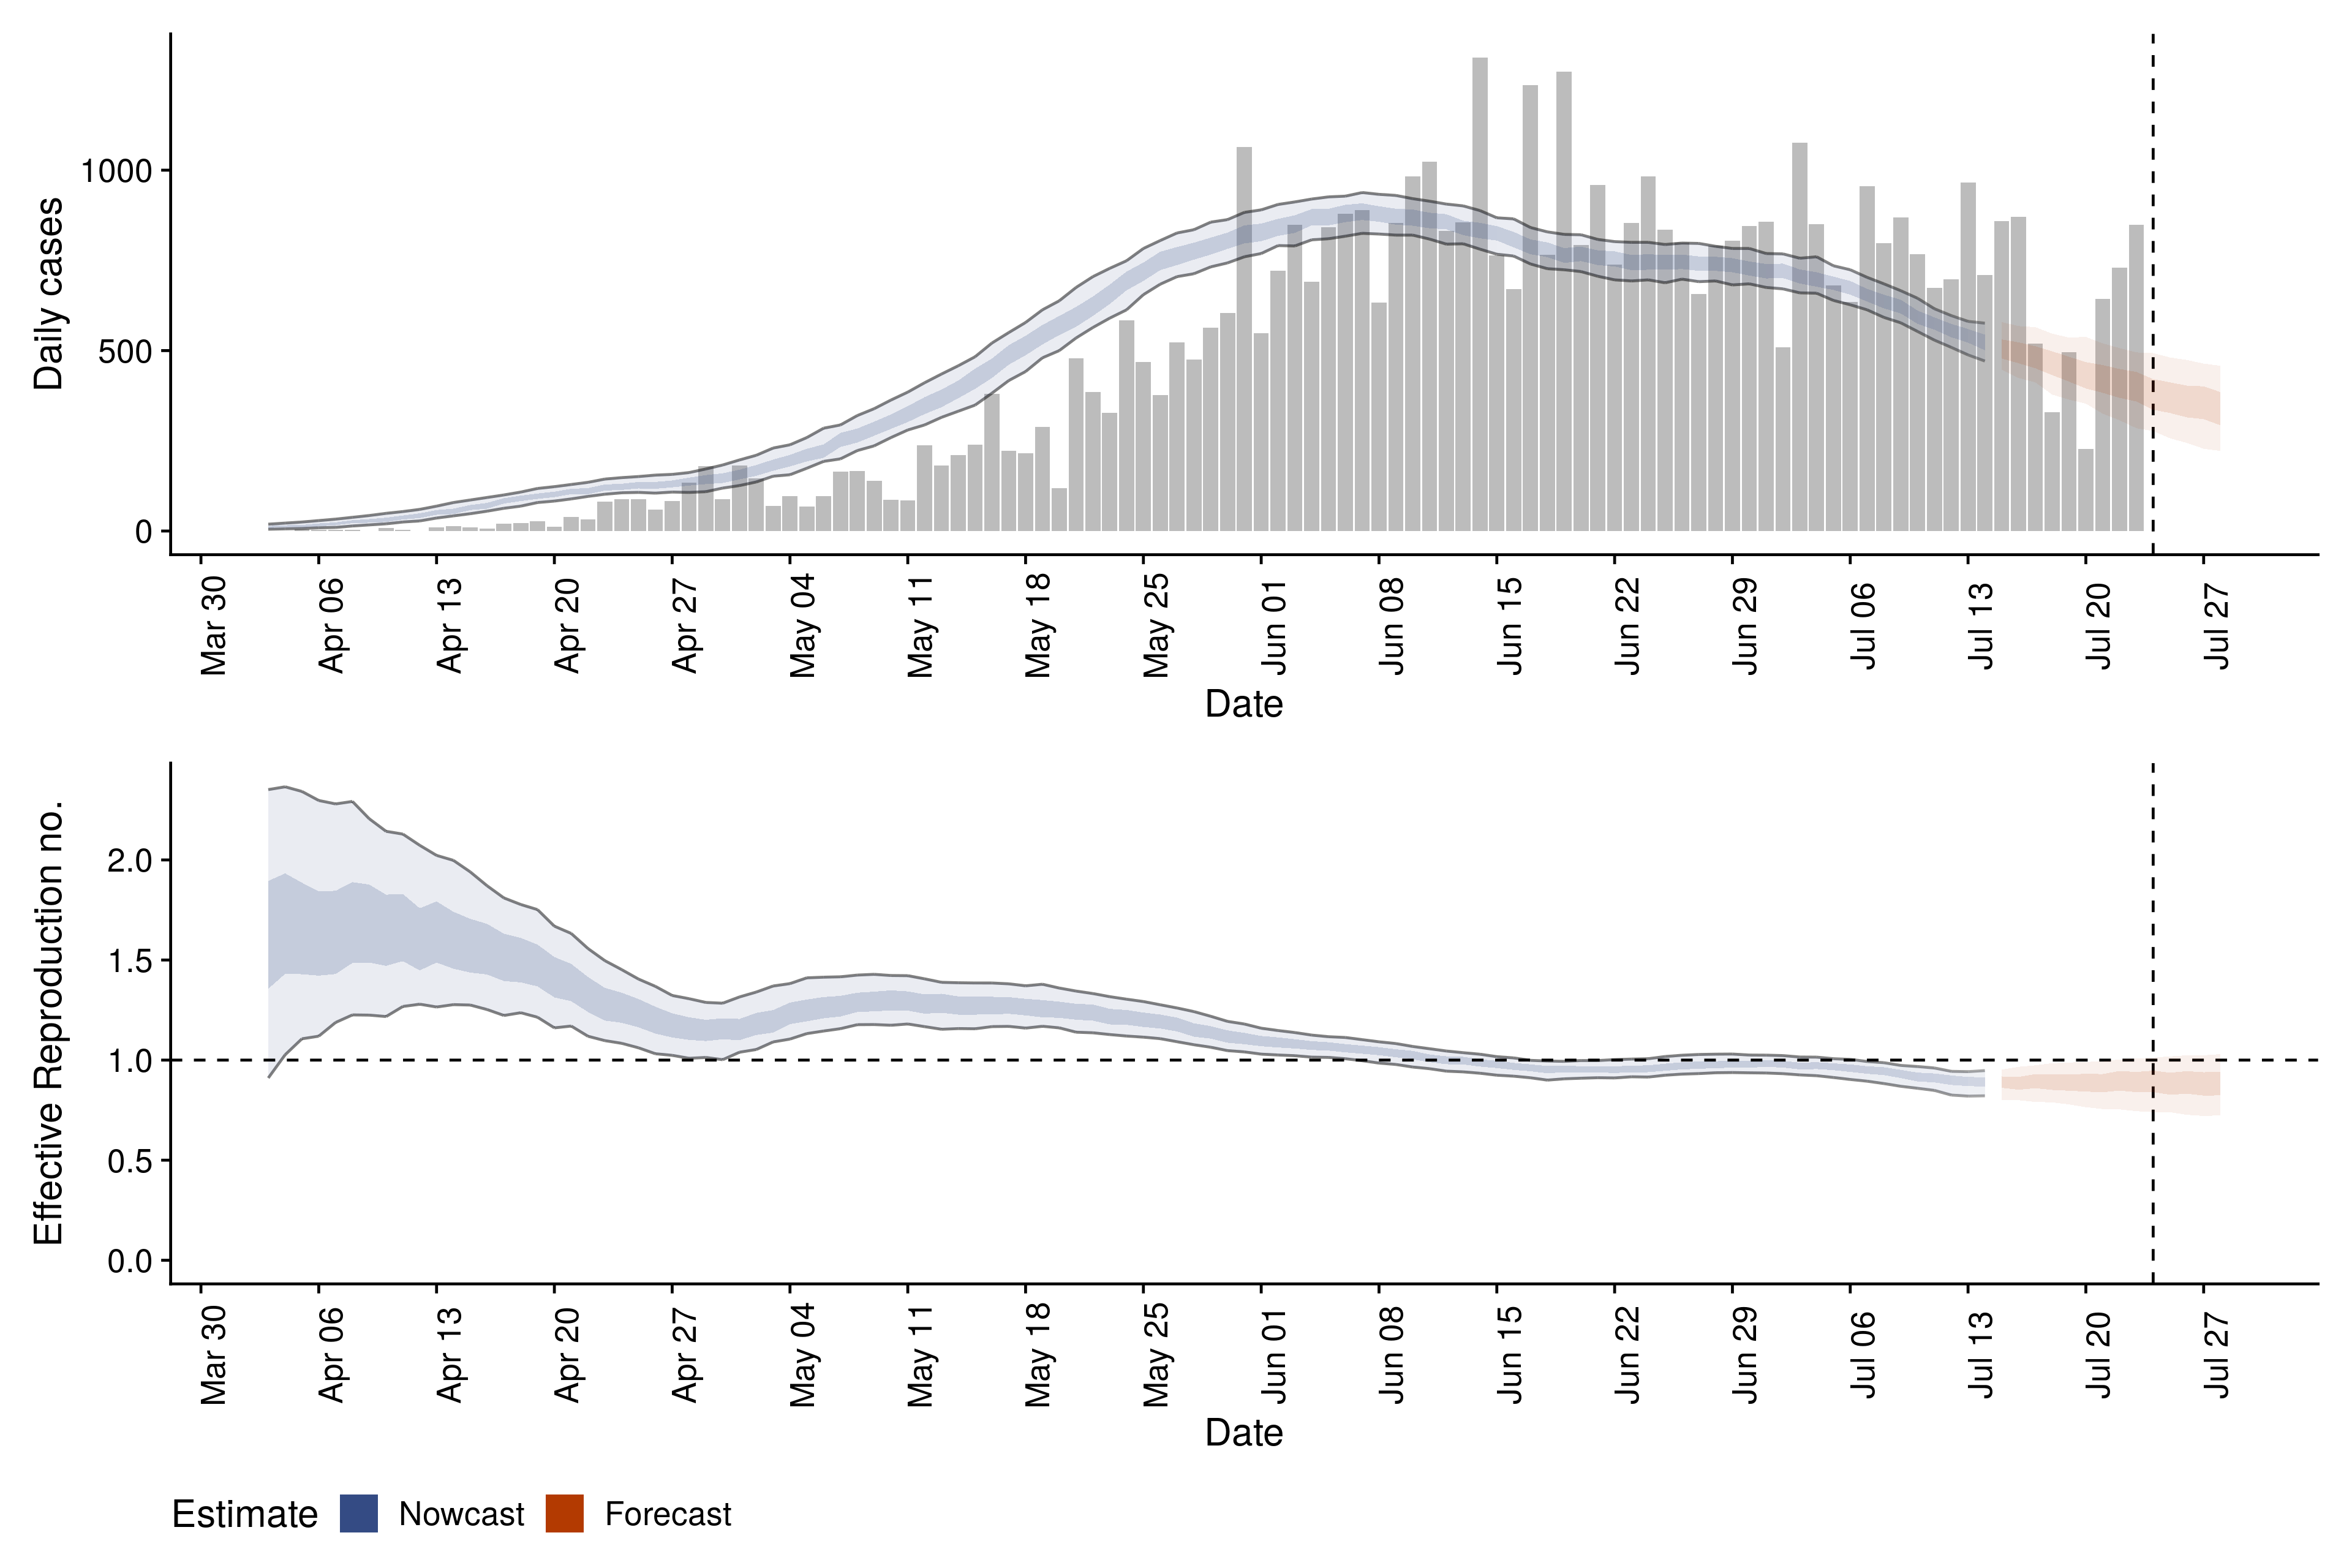 Daily cases
1000
500
0
Mar 30 Apr 06 Apr 13 Apr 20 Apr 27 May 04 May 11 May 18 May 25 Jun 01 Jun 08 Jun 15 Jun 22 Jun 29 Jul 06 Jul 13 Jul 20 Jul 27
Date
Effective Reproduction no.
2.0
1.5
1.0
0.5
0.0
Mar 30 Apr 06 Apr 13 Apr 20 Apr 27 May 04 May 11 May 18 May 25 Jun 01 Jun 08 Jun 15 Jun 22 Jun 29 Jul 06 Jul 13 Jul 20 Jul 27
Date
Estimate Nowcast Forecast